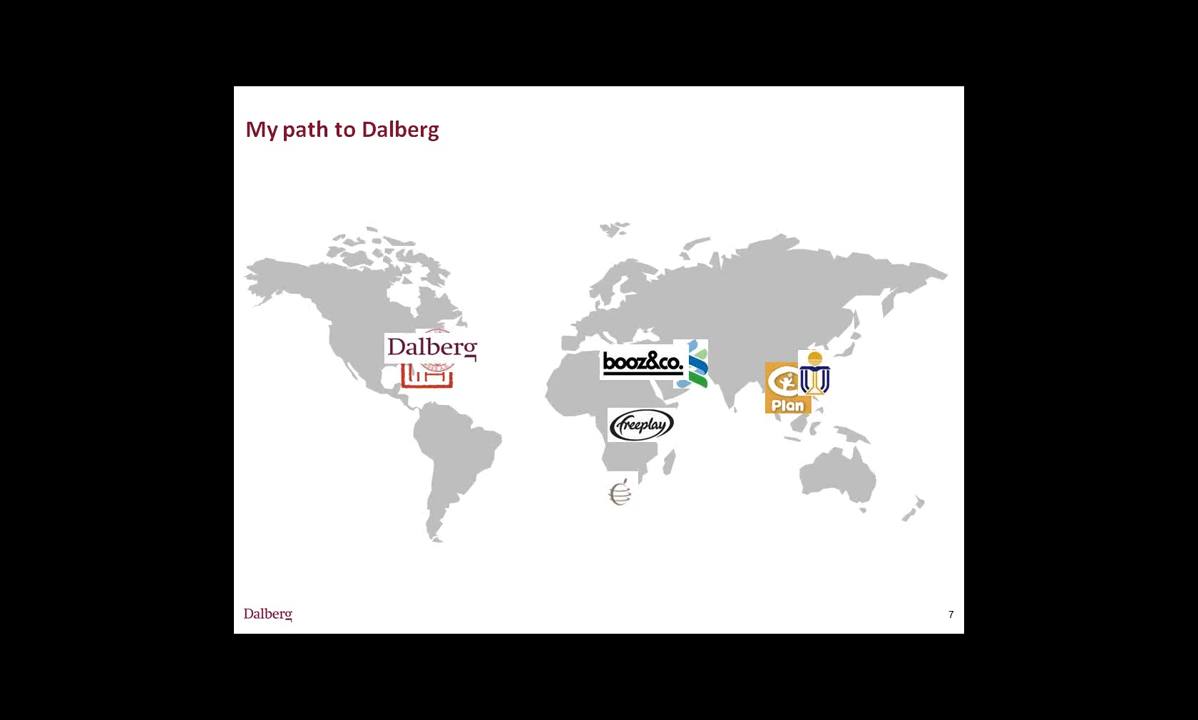 My path to Dalberg
Dalberg
booz&co.
Plan
freeplay
Dalberg
7